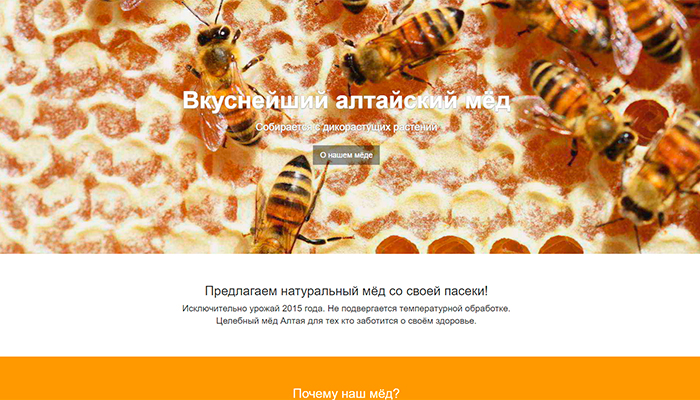 Вкуснейший алтайский мёд
Собирается с дикорастущих растений
О нашем мёде
Предлагаем натуральный мёд со своей пасеки!
Исключительно урожай 2015 года. Не подвергается температурной обработке.
Целебный мёд Алтая для тех кто заботится о своём здоровье.
Почему наш мёд?